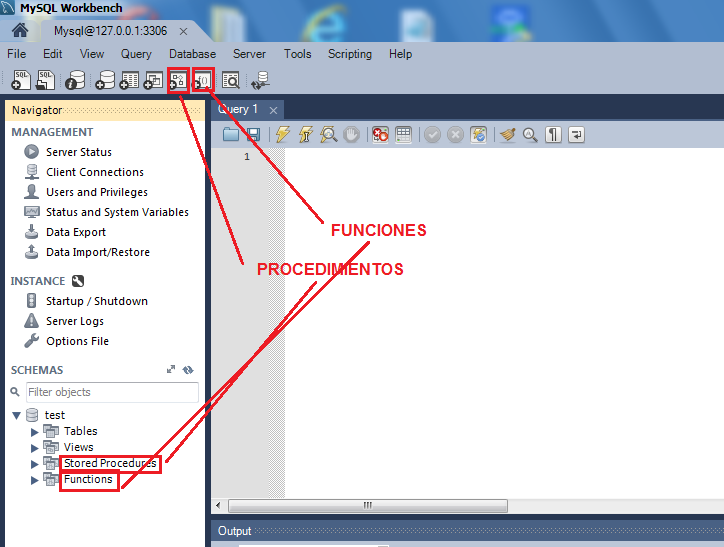 MySQL Workbench
Mysql@127.0.0.1:3306
File Edit View Query Database Server Tools Scripting Help
SQL SQL
Navigator
Query 1
MANAGEMENT
1
Server Status
Client Connections
Users and Privileges
Status and System Variables
Data Export
Data Import/Restore
FUNCIONES
PROCEDIMIENTOS
INSTANCE
Startup / Shutdown
Server Logs
Options File
SCHEMAS
Filter objects
test
Tables
Views
Stored Procedures
Functions
Output